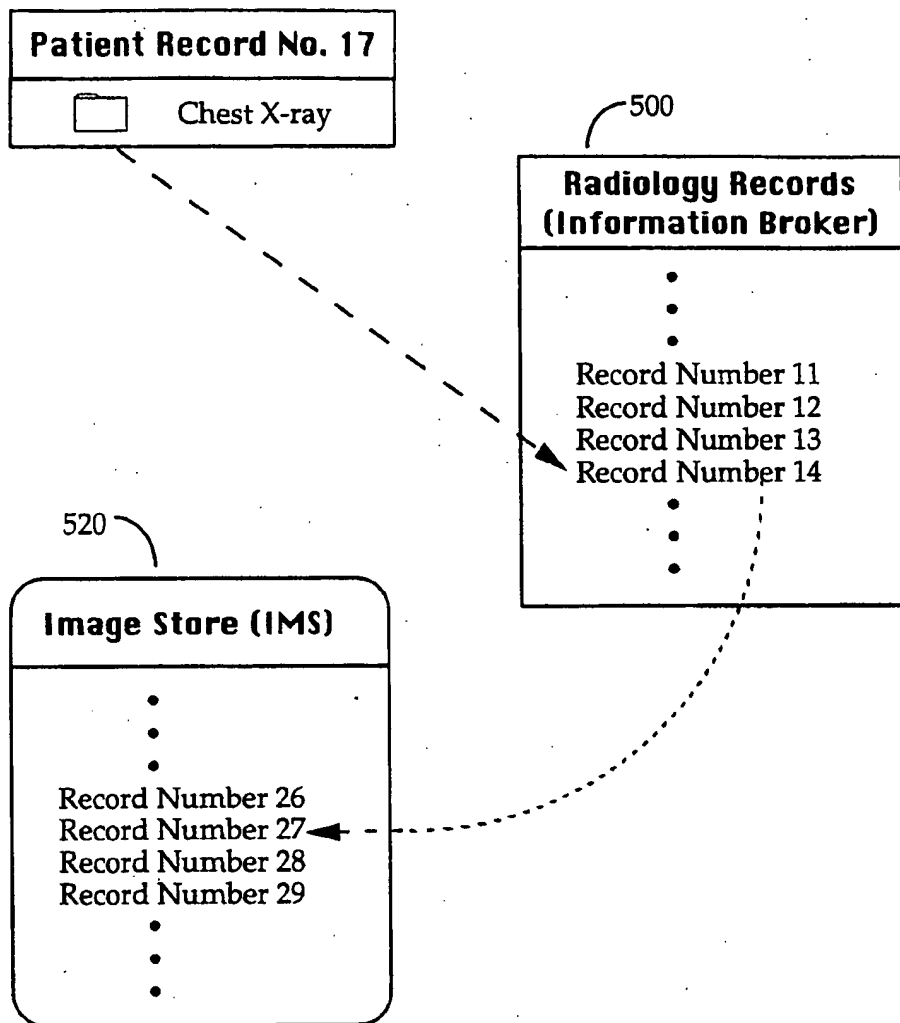 Patient Record No. 17
Chest X-ray
500
Radiology Records
(Information Broker)
Record Number 11
Record Number 12
Record Number 13
Record Number 14
520
Image Store (IMS)
Record Number 26
Record Number 27
Record Number 28
Record Number 29